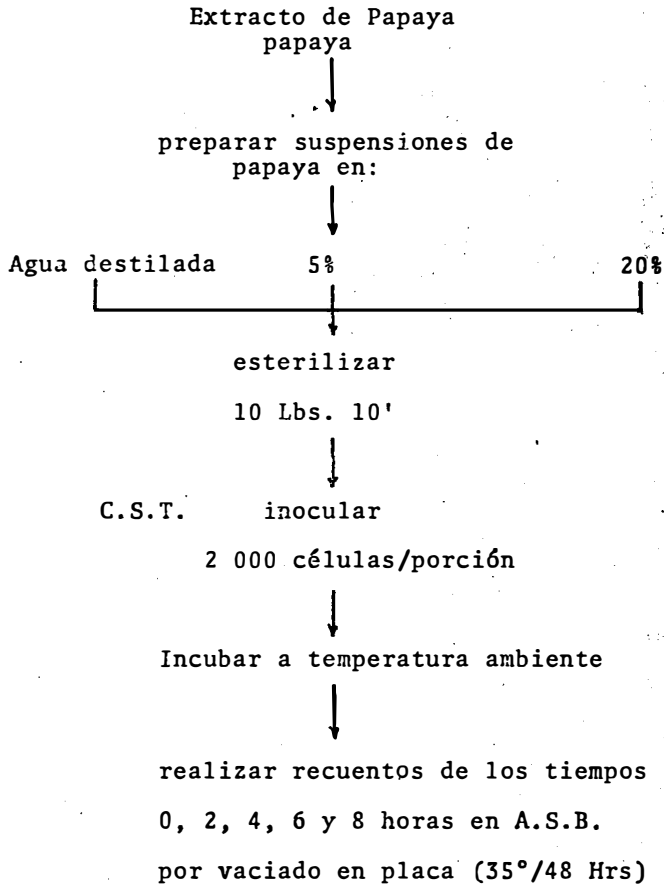 Extracto de Papaya
papaya
preparar suspensiones de
papaya en:
Agua destilada 5% 20%
esterilizar
10 Lbs. 10'
C.S.T. inocular
2 000 células/porción
Incubar a temperatura ambiente
realizar recuentos de los tiempos
0, 2, 4, 6 y 8 horas en A.S.B.
por vaciado en placa (35°/48 Hrs)